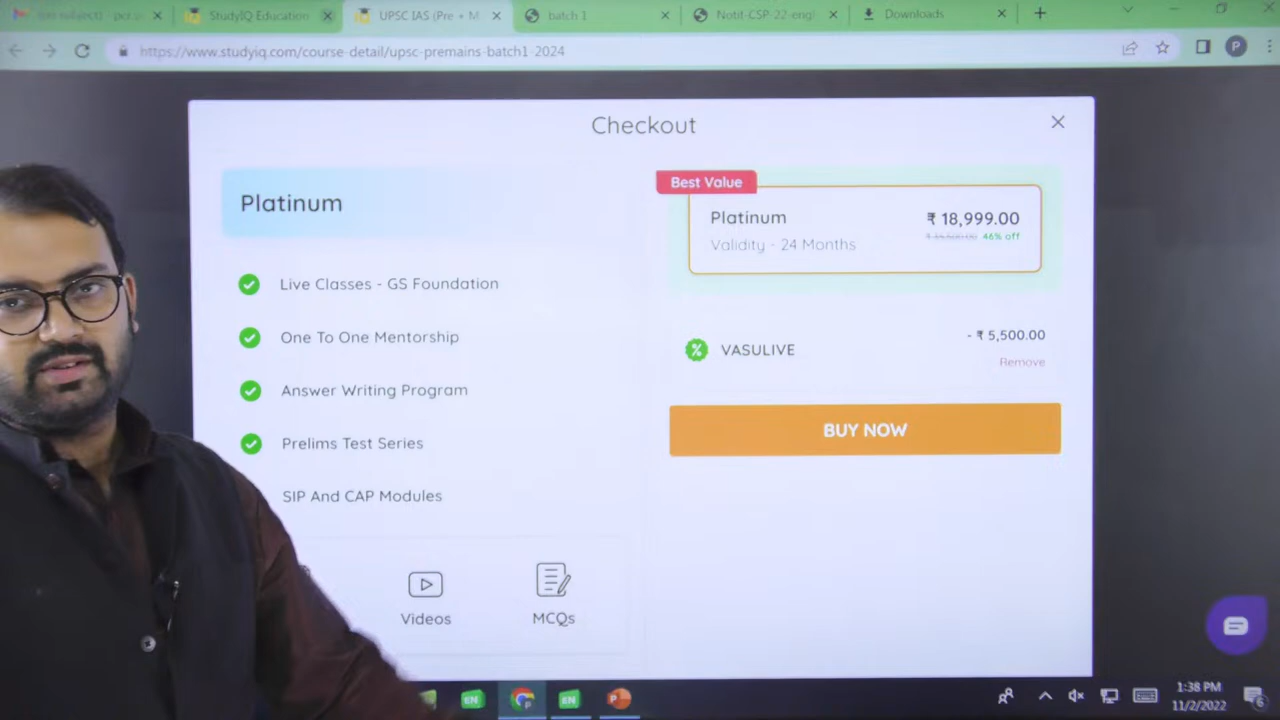 StudyIQ Education
UPSC IAS (Pre + M
batch 1
Notif-CSP-22-engl
Downloads
https://www.studyiq.com/course-detail/upsc-premains-batch1-2024
P
Checkout
Platinum
Live Classes - GS Foundation
One To One Mentorship
Answer Writing Program
Prelims Test Series
SIP And CAP Modules
Videos
MCQs
Best Value
Platinum
₹ 18,999.00
Validity - 24 Months
46% off
VASULIVE
- ₹ 5,500.00
Remove
BUY NOW
EN
EN
1:38 PM
11/2/2022
6